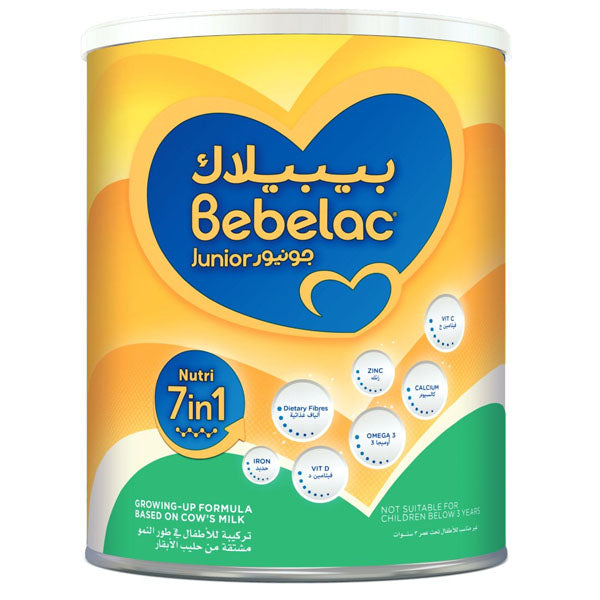 بيبيلاك
Bebelac®
Junior جونيور
Nutri
7in1
VIT C
فيتامين ج
ZINC
زنك
CALCIUM
كالسيوم
Dietary Fibres
ألياف غذائية
OMEGA 3
أوميجا 3
IRON
حديد
VIT D
فيتامين د
GROWING-UP FORMULA
BASED ON COW'S MILK
تركيبة للأطفال في طور النمو
مشتقة من حليب الأبقار
NOT SUITABLE FOR
CHILDREN BELOW 3 YEARS
غير مناسب للأطفال تحت عمر ٣ سنوات